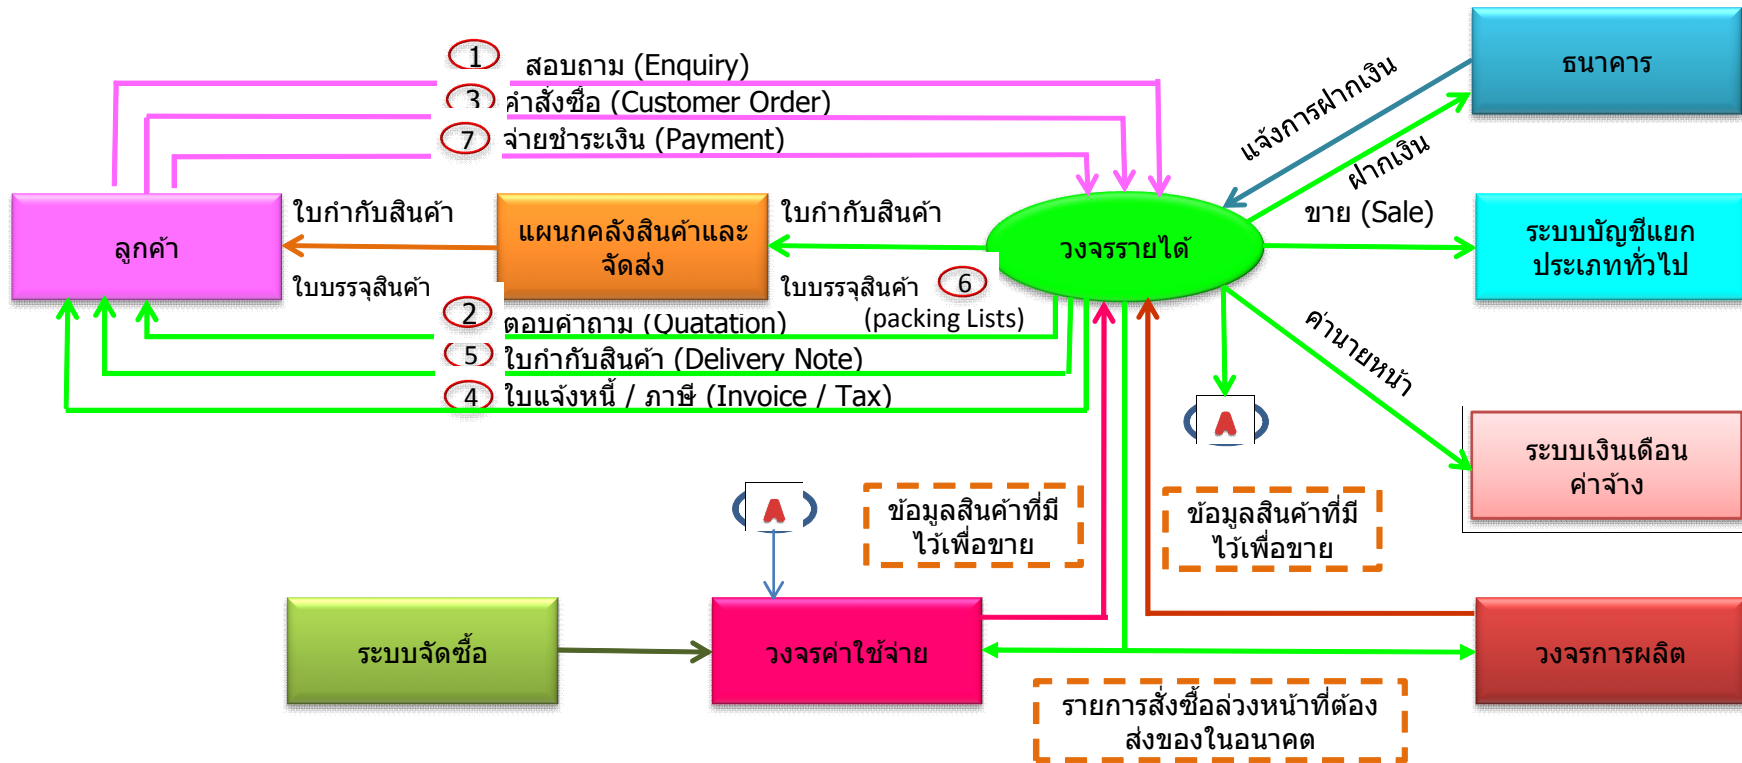 1
สอบถาม (Enquiry)
3 คำสั่งซื้อ (Customer Order)
7 จ่ายชำระเงิน (Payment)
ธนาคาร
แจ้งการฝากเงิน
ฝากเงิน
ขาย (Sale)
ลูกค้า
ใบกำกับสินค้า
ใบบรรจุสินค้า
แผนกคลังสินค้าและ
จัดส่ง
ใบกำกับสินค้า
ใบบรรจุสินค้า 6
(packing Lists)
วงจรรายได้
ระบบบัญชีแยก
ประเภททั่วไป
2 ตอบคำถาม (Quatation)
5 ใบกำกับสินค้า (Delivery Note)
4 ใบแจ้งหนี้ / ภาษี (Invoice / Tax)
ค่านายหน้า
A
ระบบเงินเดือน
ค่าจ้าง
A
ข้อมูลสินค้าที่มี
ไว้เพื่อขาย
ข้อมูลสินค้าที่มี
ไว้เพื่อขาย
ระบบจัดซื้อ
วงจรค่าใช้จ่าย
วงจรการผลิต
รายการสั่งซื้อล่วงหน้าที่ต้อง
ส่งของในอนาคต